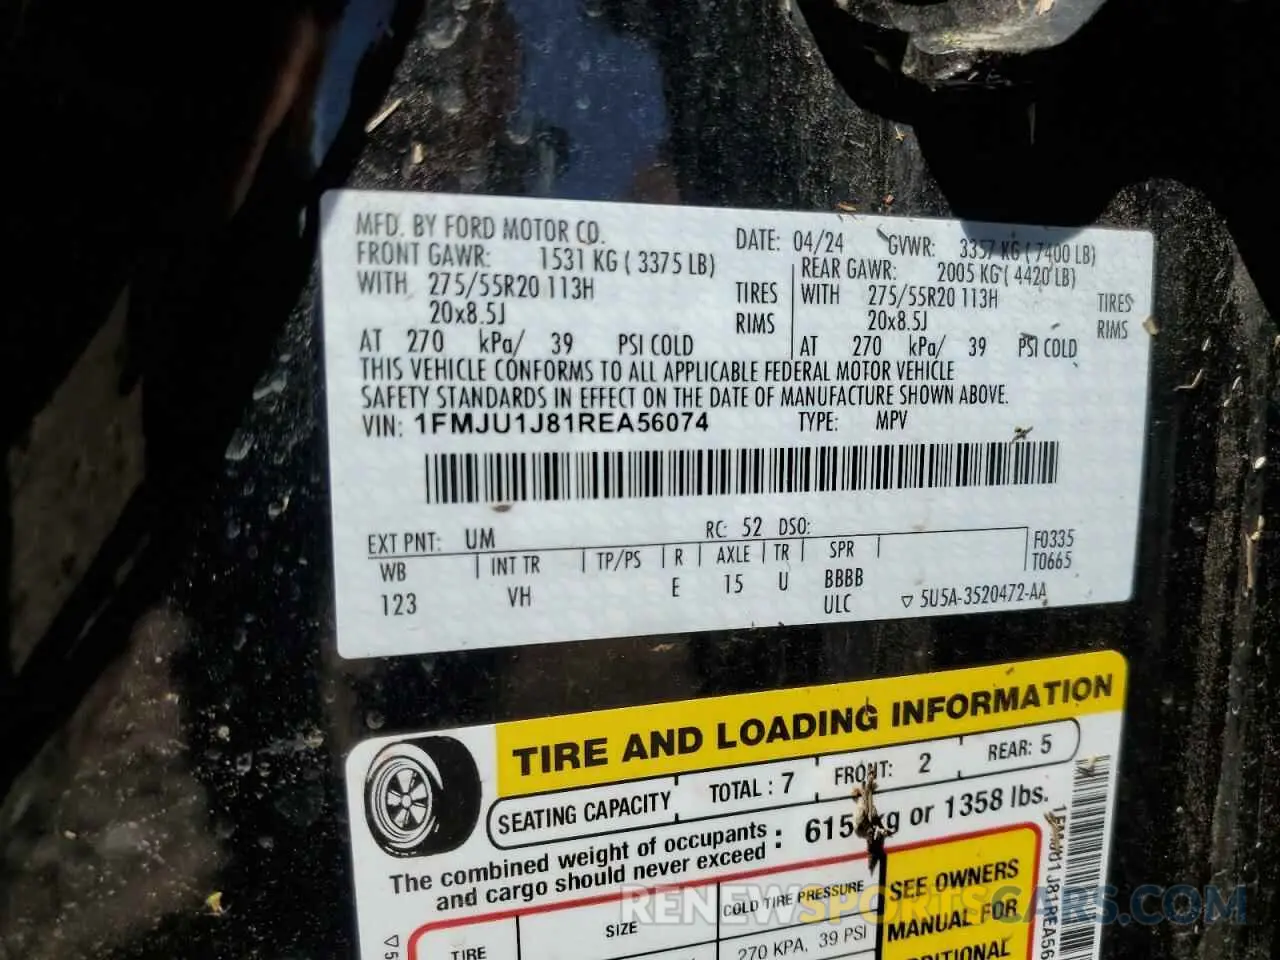 MFD. BY FORD MOTOR CO.
DATE: 04/24 GVWR: 3357 KG ( 7400 LB)
FRONT GAWR: 1531 KG ( 3375 LB) REAR GAWR: 2005 KG ( 4420 LB)
WITH 275/55R20 113H TIRES WITH 275/55R20 113H TIRES
20x8.5J RIMS 20x8.5J RIMS
AT 270 kPa/ 39 PSI COLD AT 270 kPa/ 39 PSI COLD
THIS VEHICLE CONFORMS TO ALL APPLICABLE FEDERAL MOTOR VEHICLE
SAFETY STANDARDS IN EFFECT ON THE DATE OF MANUFACTURE SHOWN ABOVE.
VIN: 1FMJU1J81REA56074 TYPE: MPV
EXT PNT: UM RC: 52 DSO:
WB INT TR TP/PS R AXLE TR SPR F0335
123 VH E 15 U BBBB T0665
ULC 5U5A-3520472-AA
TIRE AND LOADING INFORMATION
SEATING CAPACITY TOTAL : 7 FRONT: 2 REAR: 5
The combined weight of occupants
and cargo should never exceed : 615 kg or 1358 lbs.
TIRE SIZE COLD TIRE PRESSURE SEE OWNERS
270 KPA, 39 PSI MANUAL FOR
RENEWSPORTSCARS.COM